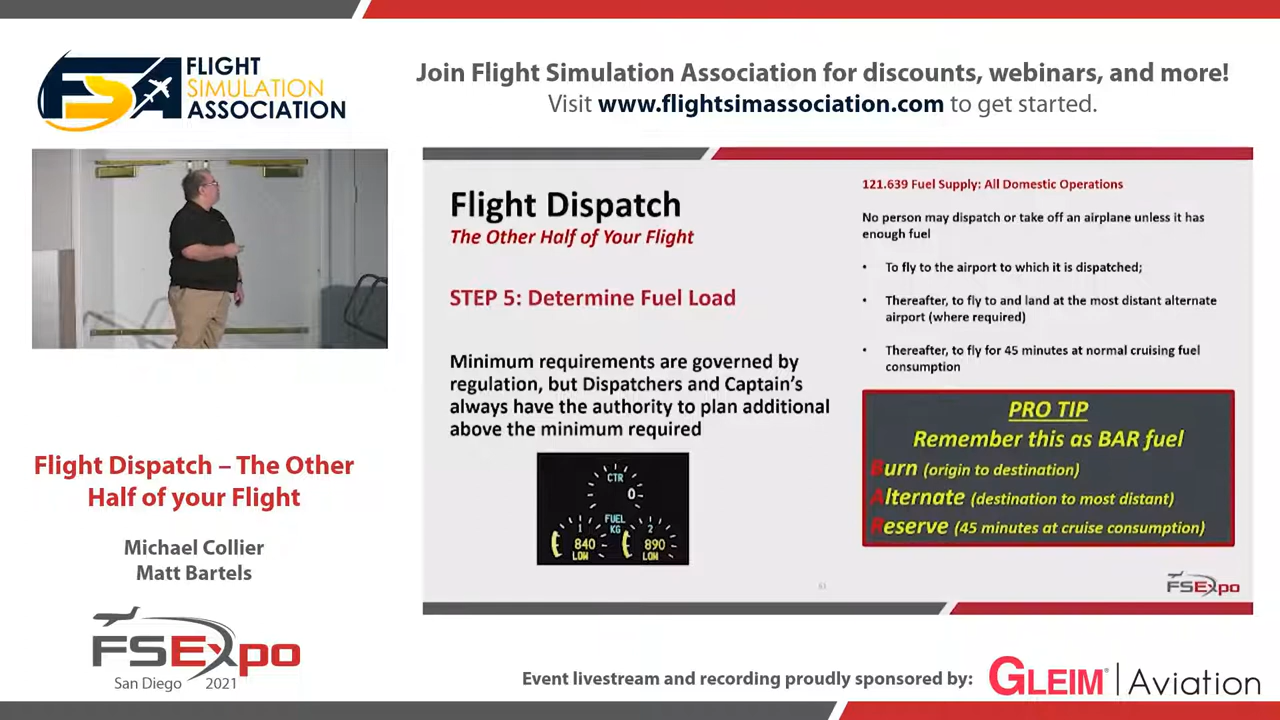 FSA
FLIGHT
SIMULATION
ASSOCIATION
Join Flight Simulation Association for discounts, webinars, and more!
Visit www.flightsimassociation.com to get started.
Flight Dispatch
The Other Half of Your Flight
STEP 5: Determine Fuel Load
Minimum requirements are governed by
regulation, but Dispatchers and Captain's
always have the authority to plan additional
above the minimum required
CTR
0
FUEL
KG
1
2
840
890
LOW
LOW
121.639 Fuel Supply: All Domestic Operations
No person may dispatch or take off an airplane unless it has
enough fuel
• To fly to the airport to which it is dispatched;
• Thereafter, to fly to and land at the most distant alternate
airport (where required)
• Thereafter, to fly for 45 minutes at normal cruising fuel
consumption
PRO TIP
Remember this as BAR fuel
Burn (origin to destination)
Alternate (destination to most distant)
Reserve (45 minutes at cruise consumption)
FSExpo
Flight Dispatch – The Other
Half of your Flight
Michael Collier
Matt Bartels
FSExpo
San Diego 2021
Event livestream and recording proudly sponsored by:
GLEIM® | Aviation